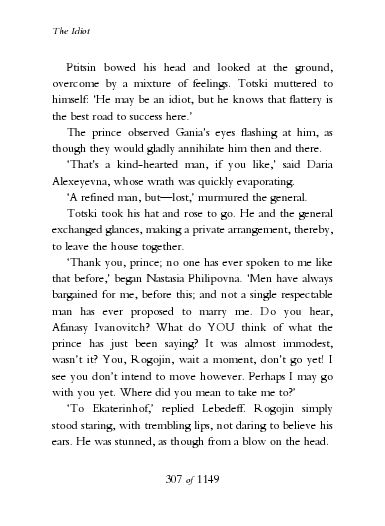 The Idiot
Ptitsin bowed his head and looked at the ground,
overcome by a mixture of feelings. Totski muttered to
himself: 'He may be an idiot, but he knows that flattery is
the best road to success here.'
The prince observed Gania's eyes flashing at him, as
though they would gladly annihilate him then and there.
'That's a kind-hearted man, if you like,' said Daria
Alexeyevna, whose wrath was quickly evaporating.
'A refined man, but—lost,' murmured the general.
Totski took his hat and rose to go. He and the general
exchanged glances, making a private arrangement, thereby,
to leave the house together.
'Thank you, prince; no one has ever spoken to me like
that before,' began Nastasia Philipovna. 'Men have always
bargained for me, before this; and not a single respectable
man has ever proposed to marry me. Do you hear,
Afanasy Ivanovitch? What do YOU think of what the
prince has just been saying? It was almost immodest,
wasn't it? You, Rogojin, wait a moment, don't go yet! I
see you don't intend to move however. Perhaps I may go
with you yet. Where did you mean to take me to?'
'To Ekaterinhof,' replied Lebedeff. Rogojin simply
stood staring, with trembling lips, not daring to believe his
ears. He was stunned, as though from a blow on the head.
307 of 1149